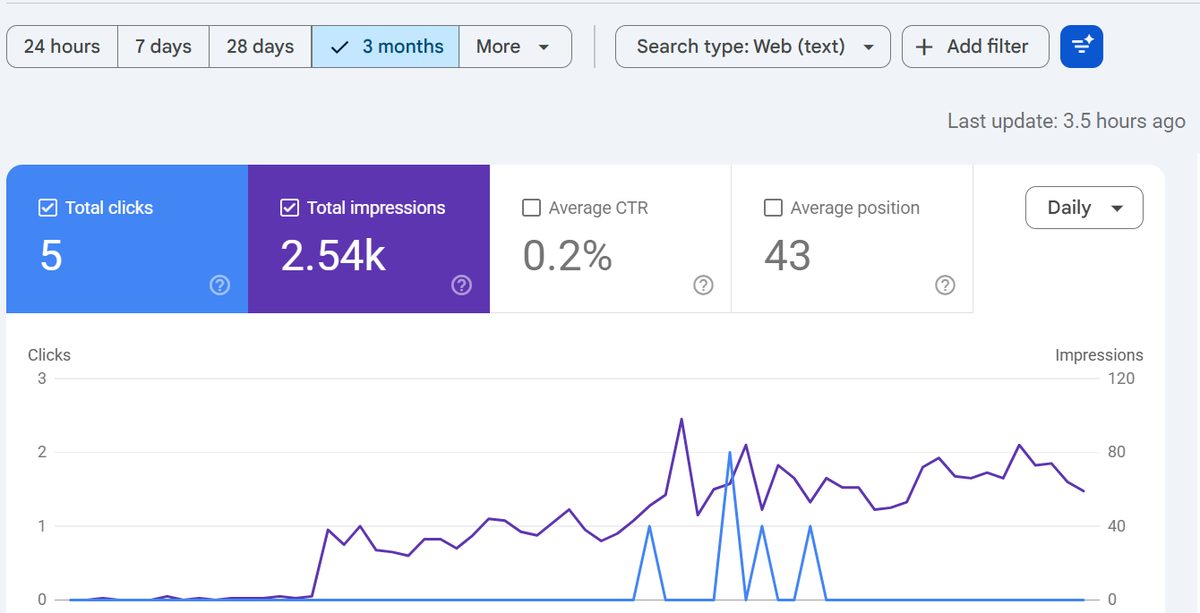 24 hours 7 days 28 days 3 months More Search type: Web (text) Add filter
Last update: 3.5 hours ago
Total clicks Total impressions Average CTR Average position Daily
5 2.54k 0.2% 43
Clicks Impressions
3 120
2 80
1 40
0 0